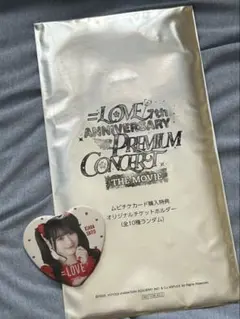 =LOVE 7th
ANNIVERSARY
PREMIUM
CONCERT
THE MOVIE
ムビチケカード購入特典
オリジナルチケットホルダー
(全10種ランダム)
=LOVE